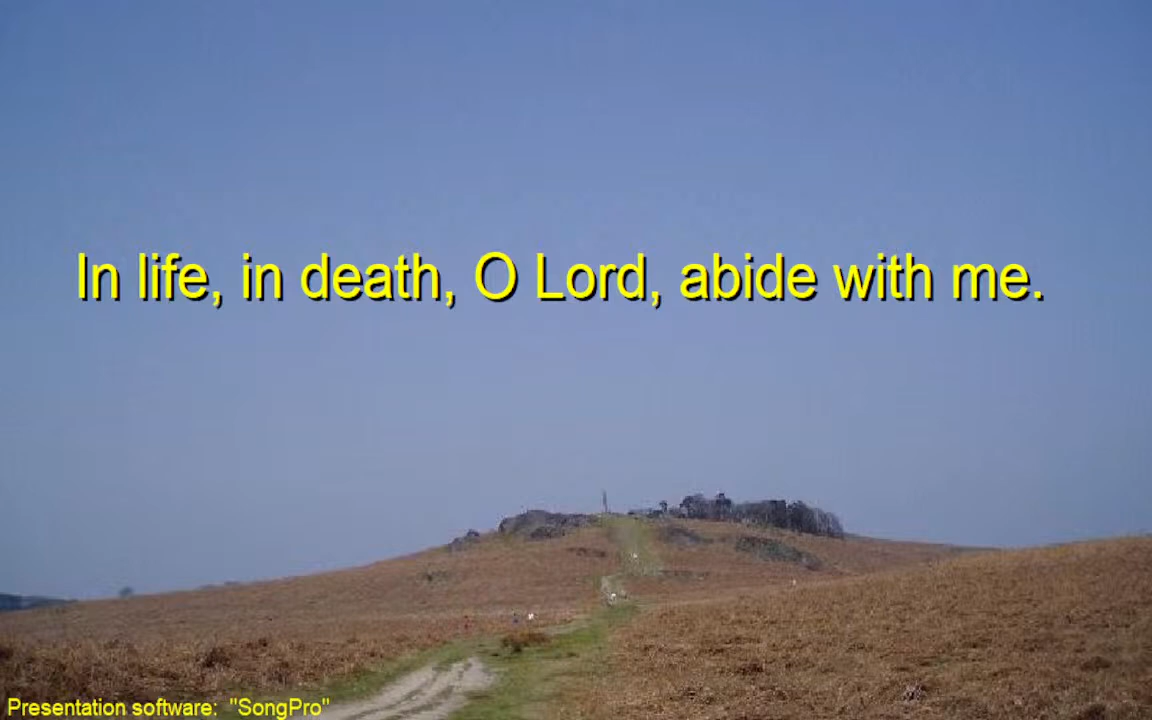 In life, in death, O Lord, abide with me.
Presentation software:  "SongPro"